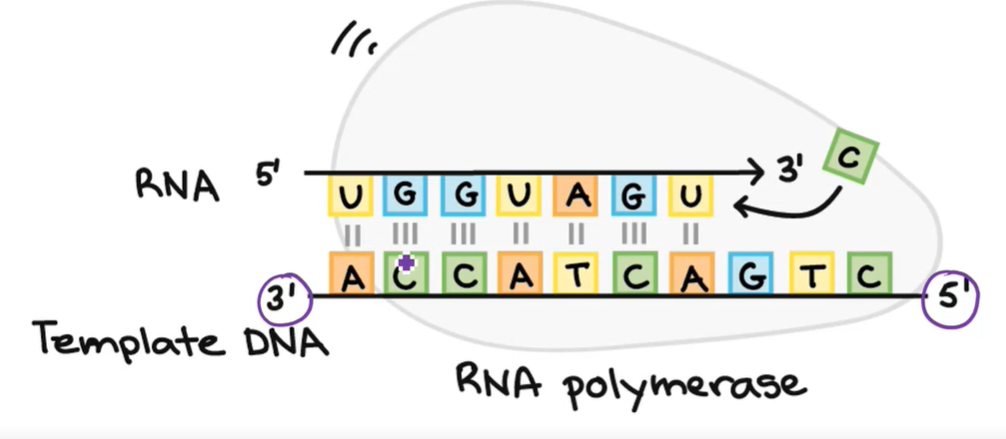 C
RNA 5' 3'
U G G U A G U
A C C A T C A G T C
3' 5'
Template DNA
RNA polymerase